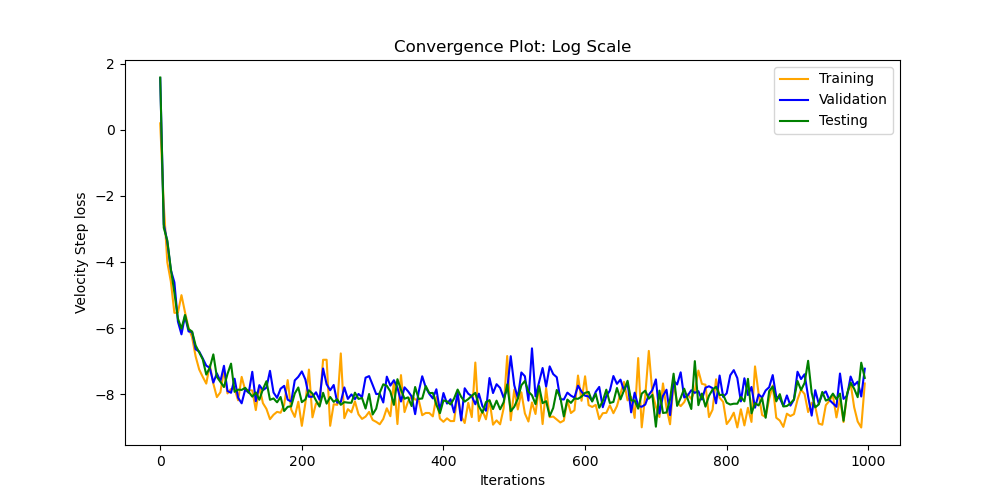 Convergence Plot: Log Scale
Training
Validation
Testing
Velocity Step loss
2
0
−2
−4
−6
−8
0 200 400 600 800 1000
Iterations